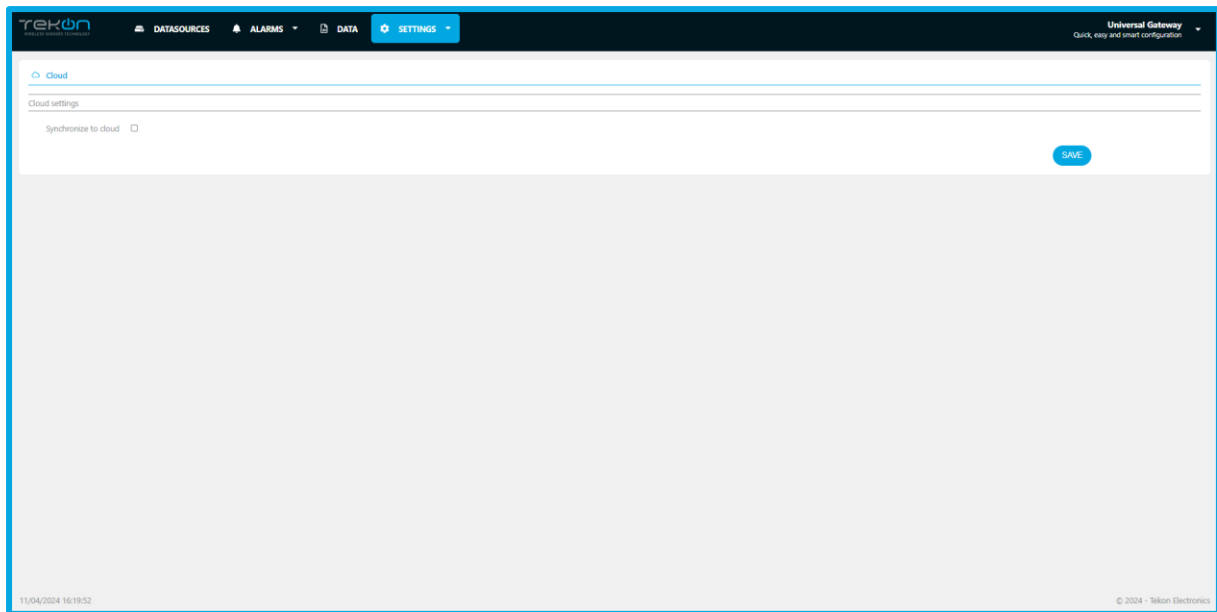 TEKON
WIRELESS SENSORS TECHNOLOGY
DATASOURCES
ALARMS
DATA
SETTINGS
Universal Gateway
Quick, easy and smart configuration
Cloud
Cloud settings
Synchronize to cloud
SAVE
11/04/2024 16:19:52
© 2024 - Tekon Electronics